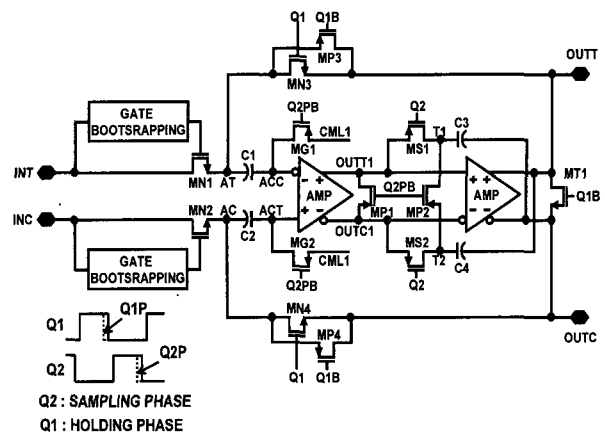 Q1 Q1B
MP3
OUTT
MN3
GATE
BOOTSRAPPING
Q2PB
Q2
C3
C1
CML1
T1
MG1
MS1
INT
MN1 AT ACC
OUTT1
MT1
AMP
Q2PB
AMP
INC
MN2 AC ACT
MP1
MP2
Q1B
C2
OUTC1
MS2
GATE
BOOTSRAPPING
MG2
CML1
T2
C4
Q2PB
Q2
MN4
MP4
OUTC
Q1P
Q1
Q2P
Q2
Q1 Q1B
Q2 : SAMPLING PHASE
Q1 : HOLDING PHASE